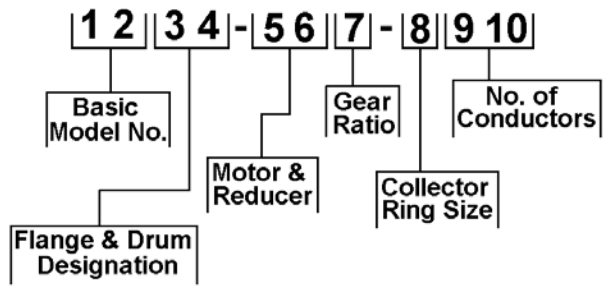 1 2 3 4 - 5 6 7 - 8 9 10
Basic
Model No.
Flange & Drum
Designation
Motor &
Reducer
Gear
Ratio
Collector
Ring Size
No. of
Conductors